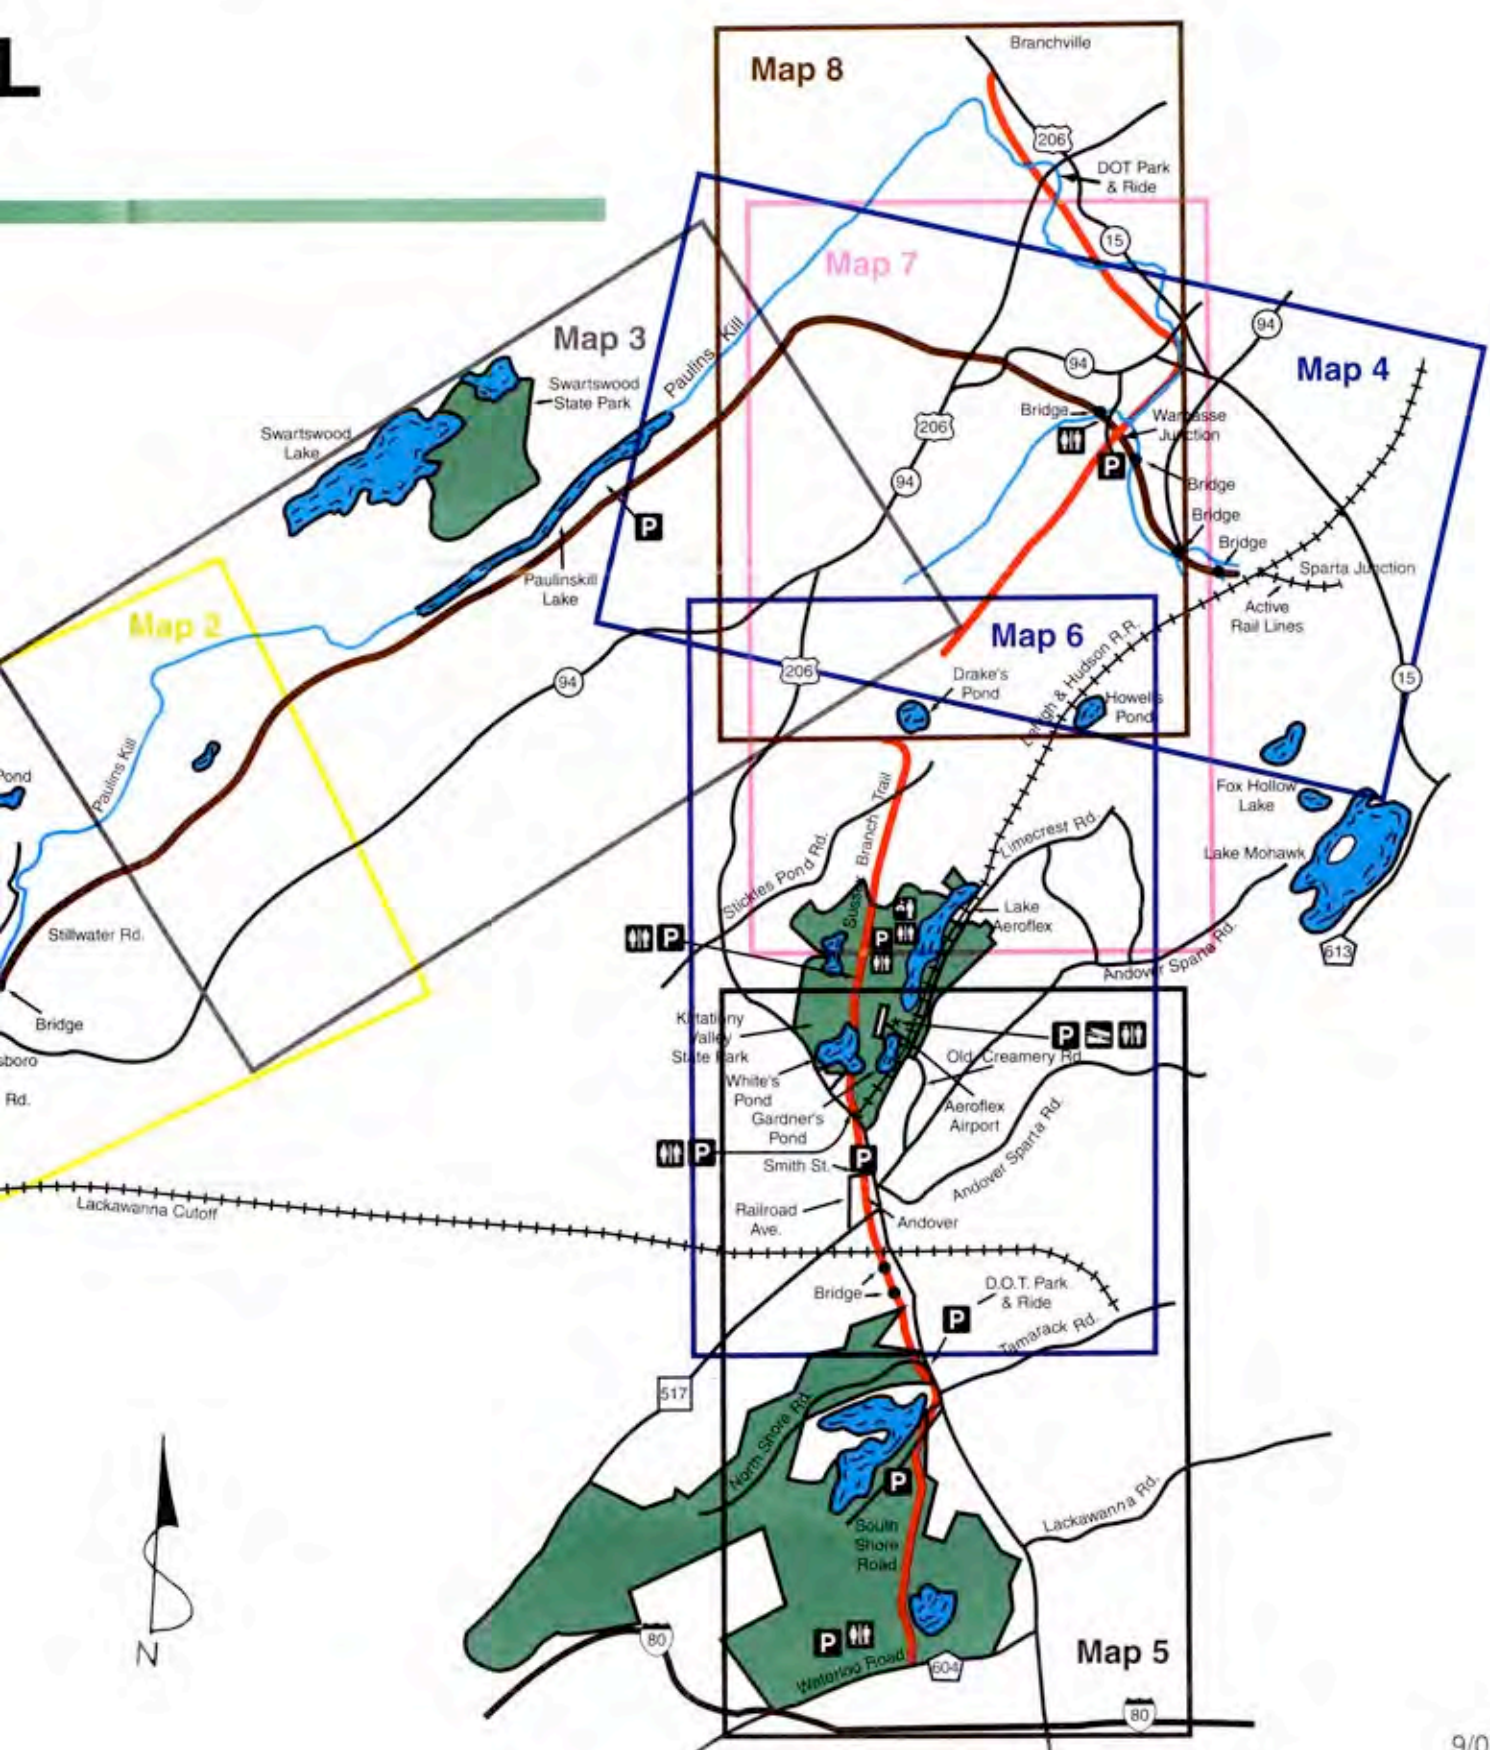 L
Branchville
Map 8
206
DOT Park
& Ride
15
Map 7
94
Map 3
Paulins Kill
Map 4
Swartswood
State Park
94
Swartswood
Lake
Bridge
Warbasse
Junction
206
P
94
Bridge
P
Bridge
Bridge
Sparta Junction
Paulinskill
Lake
Active
Rail Lines
Map 2
Map 6
Lehigh & Hudson R.R.
206
94
15
Drake's
Pond
Howell's
Pond
Pond
Paulins Kill
Fox Hollow
Lake
Sussex Branch Trail
Limecrest Rd.
Lake Mohawk
Stickles Pond Rd.
Lake
Aeroflex
Stillwater Rd.
P
P
613
Andover Sparta Rd.
Bridge
Kittatinny
Valley
State Park
P
Old Creamery Rd
sboro
White's
Pond
Rd.
Gardner's
Pond
Aeroflex
Airport
P
Smith St.
P
Andover Sparta Rd.
Lackawanna Cutoff
Railroad
Ave.
Andover
Bridge
D.O.T. Park
& Ride
P
Tamarack Rd.
517
North Shore Rd.
P
South
Shore
Road
Lackawanna Rd.
N
80
P
Waterloo Road
604
Map 5
80
9/0